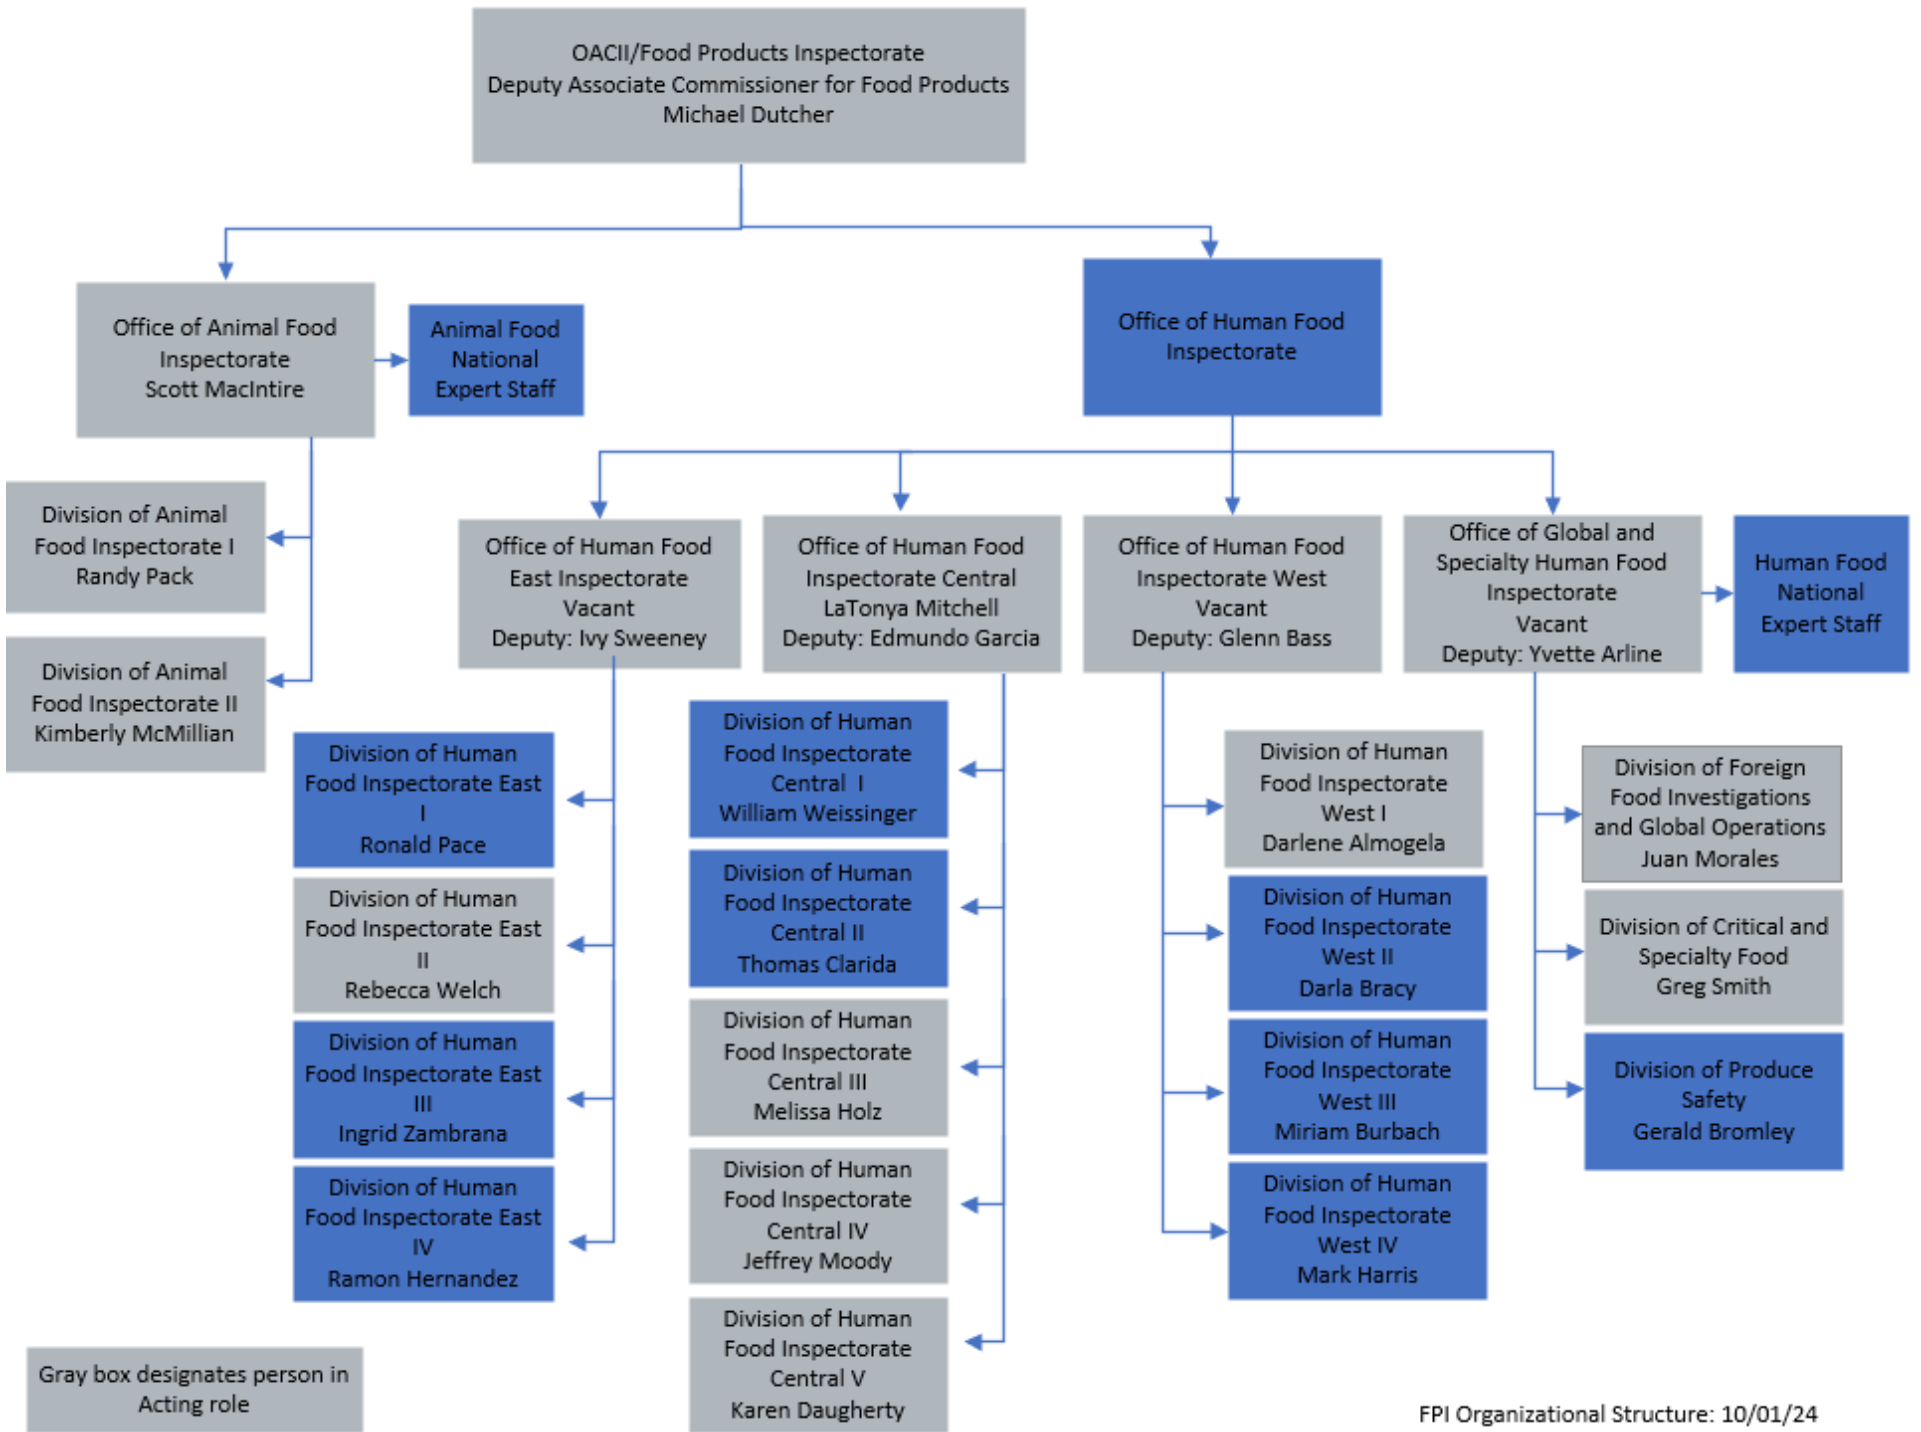 OACII/Food Products Inspectorate
Deputy Associate Commissioner for Food Products
Michael Dutcher
Office of Animal Food
Inspectorate
Scott MacIntire
Animal Food
National
Expert Staff
Office of Human Food
Inspectorate
Division of Animal
Food Inspectorate I
Randy Pack
Division of Animal
Food Inspectorate II
Kimberly McMillian
Office of Human Food
East Inspectorate
Vacant
Deputy: Ivy Sweeney
Office of Human Food
Inspectorate Central
LaTonya Mitchell
Deputy: Edmundo Garcia
Office of Human Food
Inspectorate West
Vacant
Deputy: Glenn Bass
Office of Global and
Specialty Human Food
Inspectorate
Vacant
Deputy: Yvette Arline
Human Food
National
Expert Staff
Division of Human
Food Inspectorate East
I
Ronald Pace
Division of Human
Food Inspectorate East
II
Rebecca Welch
Division of Human
Food Inspectorate East
III
Ingrid Zambrana
Division of Human
Food Inspectorate East
IV
Ramon Hernandez
Division of Human
Food Inspectorate
Central I
William Weissinger
Division of Human
Food Inspectorate
Central II
Thomas Clarida
Division of Human
Food Inspectorate
Central III
Melissa Holz
Division of Human
Food Inspectorate
Central IV
Jeffrey Moody
Division of Human
Food Inspectorate
Central V
Karen Daugherty
Division of Human
Food Inspectorate
West I
Darlene Almogela
Division of Human
Food Inspectorate
West II
Darla Bracy
Division of Human
Food Inspectorate
West III
Miriam Burbach
Division of Human
Food Inspectorate
West IV
Mark Harris
Division of Foreign
Food Investigations
and Global Operations
Juan Morales
Division of Critical and
Specialty Food
Greg Smith
Division of Produce
Safety
Gerald Bromley
Gray box designates person in
Acting role
FPI Organizational Structure: 10/01/24